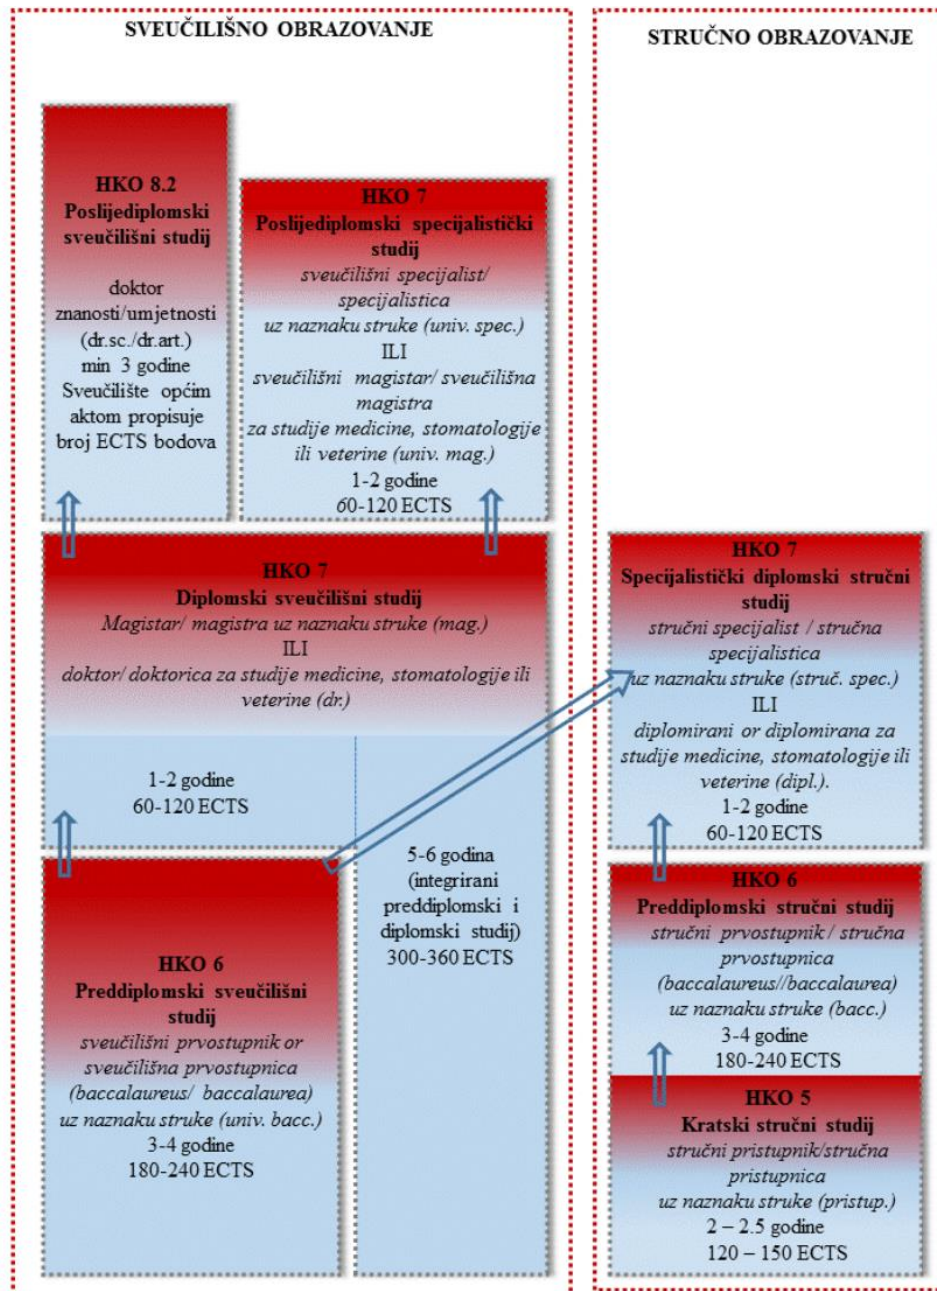 SVEUČILIŠNO OBRAZOVANJE
HKO 8.2
Poslijediplomski
sveučilišni studij
doktor
znanosti/umjetnosti
(dr.sc./dr.art.)
min 3 godine
Sveučilište općim
aktom propisuje
broj ECTS bodova
HKO 7
Poslijediplomski specijalistički
studij
sveučilišni specijalist/
specijalistica
uz naznaku struke (univ. spec.)
ILI
sveučilišni magistar/ sveučilišna
magistra
za studije medicine, stomatologije
ili veterine (univ. mag.)
1-2 godine
60-120 ECTS
HKO 7
Diplomski sveučilišni studij
Magistar/ magistra uz naznaku struke (mag.)
ILI
doktor/ doktorica za studije medicine, stomatologije ili
veterine (dr.)
1-2 godine
60-120 ECTS
5-6 godina
(integrirani
preddiplomski i
diplomski studij)
300-360 ECTS
HKO 6
Preddiplomski sveučilišni
studij
sveučilišni prvostupnik or
sveučilišna prvostupnica
(baccalaureus/ baccalaurea)
uz naznaku struke (univ. bacc.)
3-4 godine
180-240 ECTS
STRUČNO OBRAZOVANJE
HKO 7
Specijalistički diplomski stručni
studij
stručni specijalist / stručna
specijalistica
uz naznaku struke (struč. spec.)
ILI
diplomirani or diplomirana za
studije medicine, stomatologije ili
veterine (dipl.).
1-2 godine
60-120 ECTS
HKO 6
Preddiplomski stručni studij
stručni prvostupnik / stručna
prvostupnica
(baccalaureus//baccalaurea)
uz naznaku struke (bacc.)
3-4 godine
180-240 ECTS
HKO 5
Kratski stručni studij
stručni pristupnik/stručna
pristupnica
uz naznaku struke (pristup.)
2 – 2.5 godine
120 – 150 ECTS